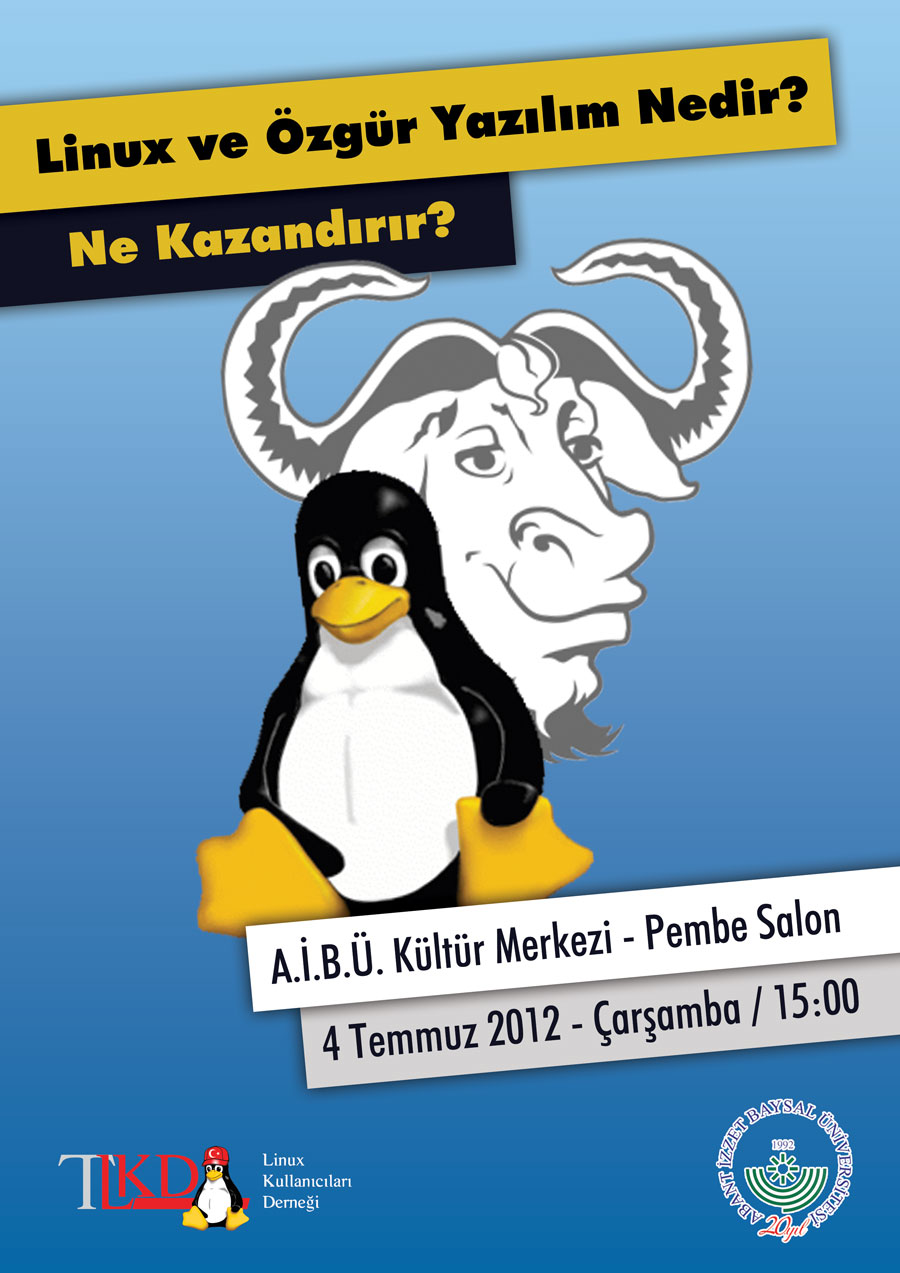 Linux ve Özgür Yazılım Nedir?
Ne Kazandırır?
A.İ.B.Ü. Kültür Merkezi - Pembe Salon
4 Temmuz 2012 - Çarşamba / 15:00
TLKD
Linux
Kullanıcıları
Derneği
ABANT İZZET BAYSAL ÜNİVERSİTESİ
1992
20.yıl